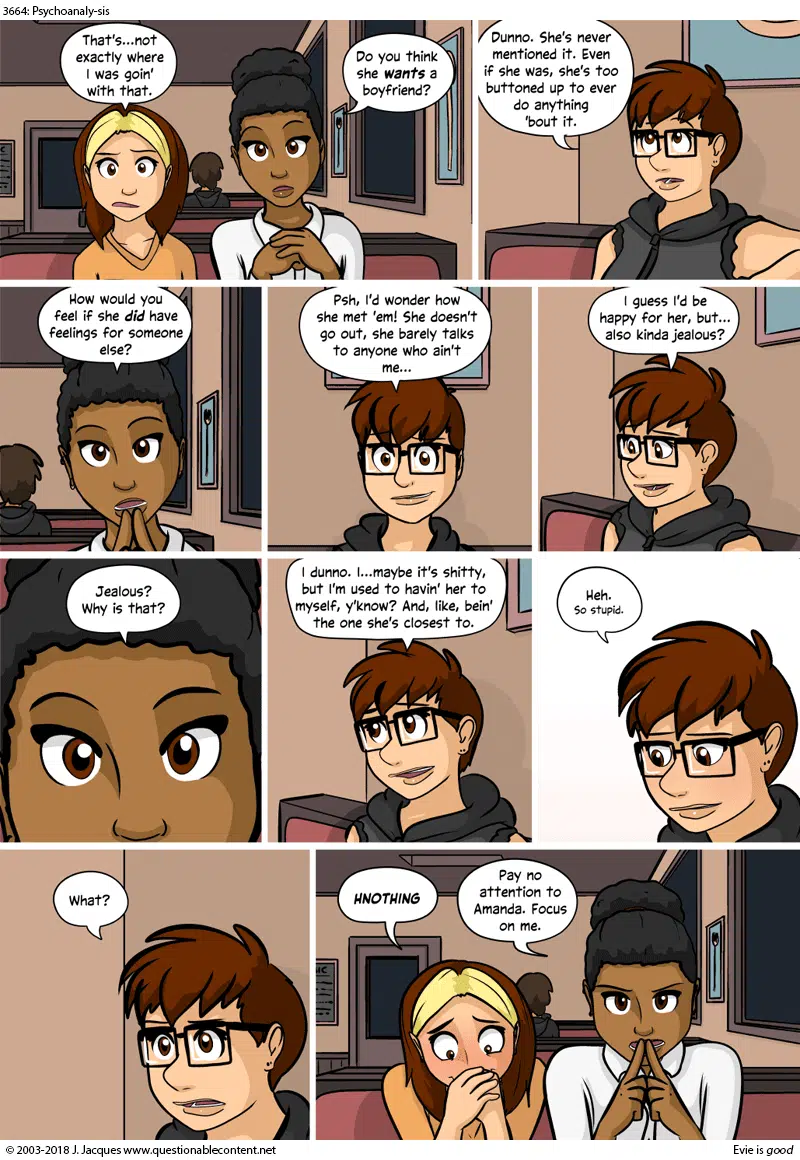 3664: Psychoanaly-sis
That's...not
exactly where
I was goin'
with that.
Do you think
she wants a
boyfriend?
Dunno. She's never
mentioned it. Even
if she was, she's too
buttoned up to ever
do anything
'bout it.
How would you
feel if she did have
feelings for someone
else?
Psh, I'd wonder how
she met 'em! She doesn't
go out, she barely talks
to anyone who ain't
me...
I guess I'd be
happy for her, but...
also kinda jealous?
Jealous?
Why is that?
I dunno. I...maybe it's shitty,
but I'm used to havin' her to
myself, y'know? And, like, bein'
the one she's closest to.
Heh.
So stupid.
What?
HNOTHING
Pay no
attention to
Amanda. Focus
on me.
© 2003-2018 J. Jacques www.questionablecontent.net
Evie is good